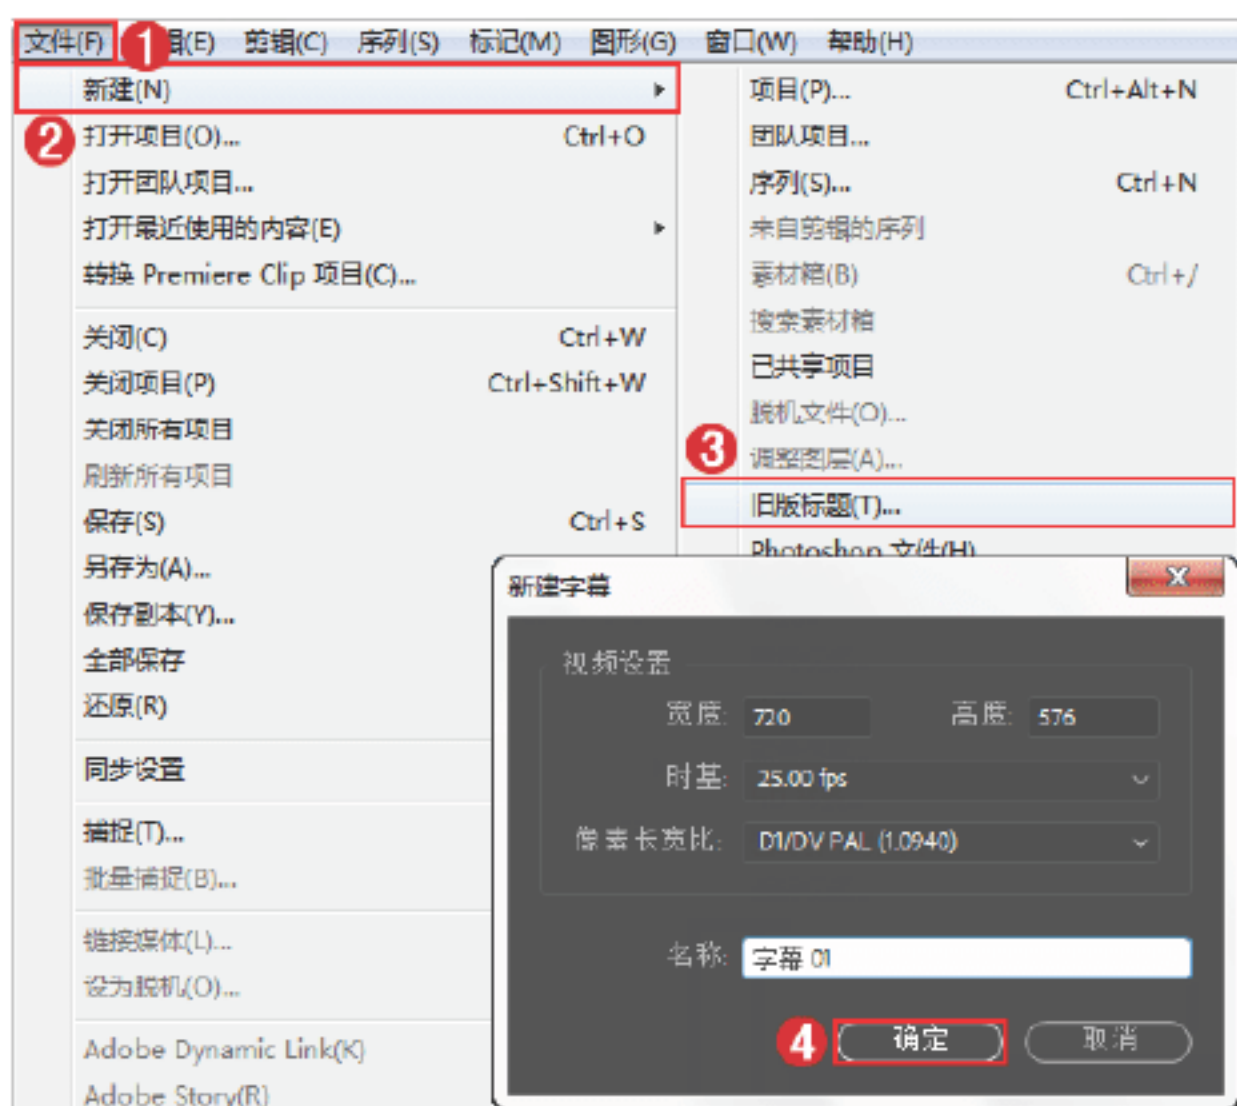 文件(F) 1 辑(E) 剪辑(C) 序列(S) 标记(M) 图形(G) 窗口(W) 帮助(H)
新建(N)
2
打开项目(O)... Ctrl+O
打开团队项目...
打开最近使用的内容(E)
转换 Premiere Clip 项目(C)...
关闭(C) Ctrl+W
关闭项目(P) Ctrl+Shift+W
关闭所有项目
刷新所有项目
保存(S) Ctrl+S
另存为(A)...
保存副本(Y)...
全部保存
还原(R)
同步设置
捕捉(T)...
批量捕捉(B)...
链接媒体(L)...
设为脱机(O)...
Adobe Dynamic Link(K)
Adobe Story(R)
项目(P)... Ctrl+Alt+N
团队项目...
序列(S)... Ctrl+N
来自剪辑的序列
素材箱(B) Ctrl+/
搜索素材箱
已共享项目
脱机文件(O)...
3
调整图层(A)...
旧版标题(T)...
Photoshop 文件(H)
新建字幕 X
视频设置
宽度: 720 高度: 576
时基: 25.00 fps
像素长宽比: D1/DV PAL (1.0940)
名称: 字幕 01
4 确定 取消